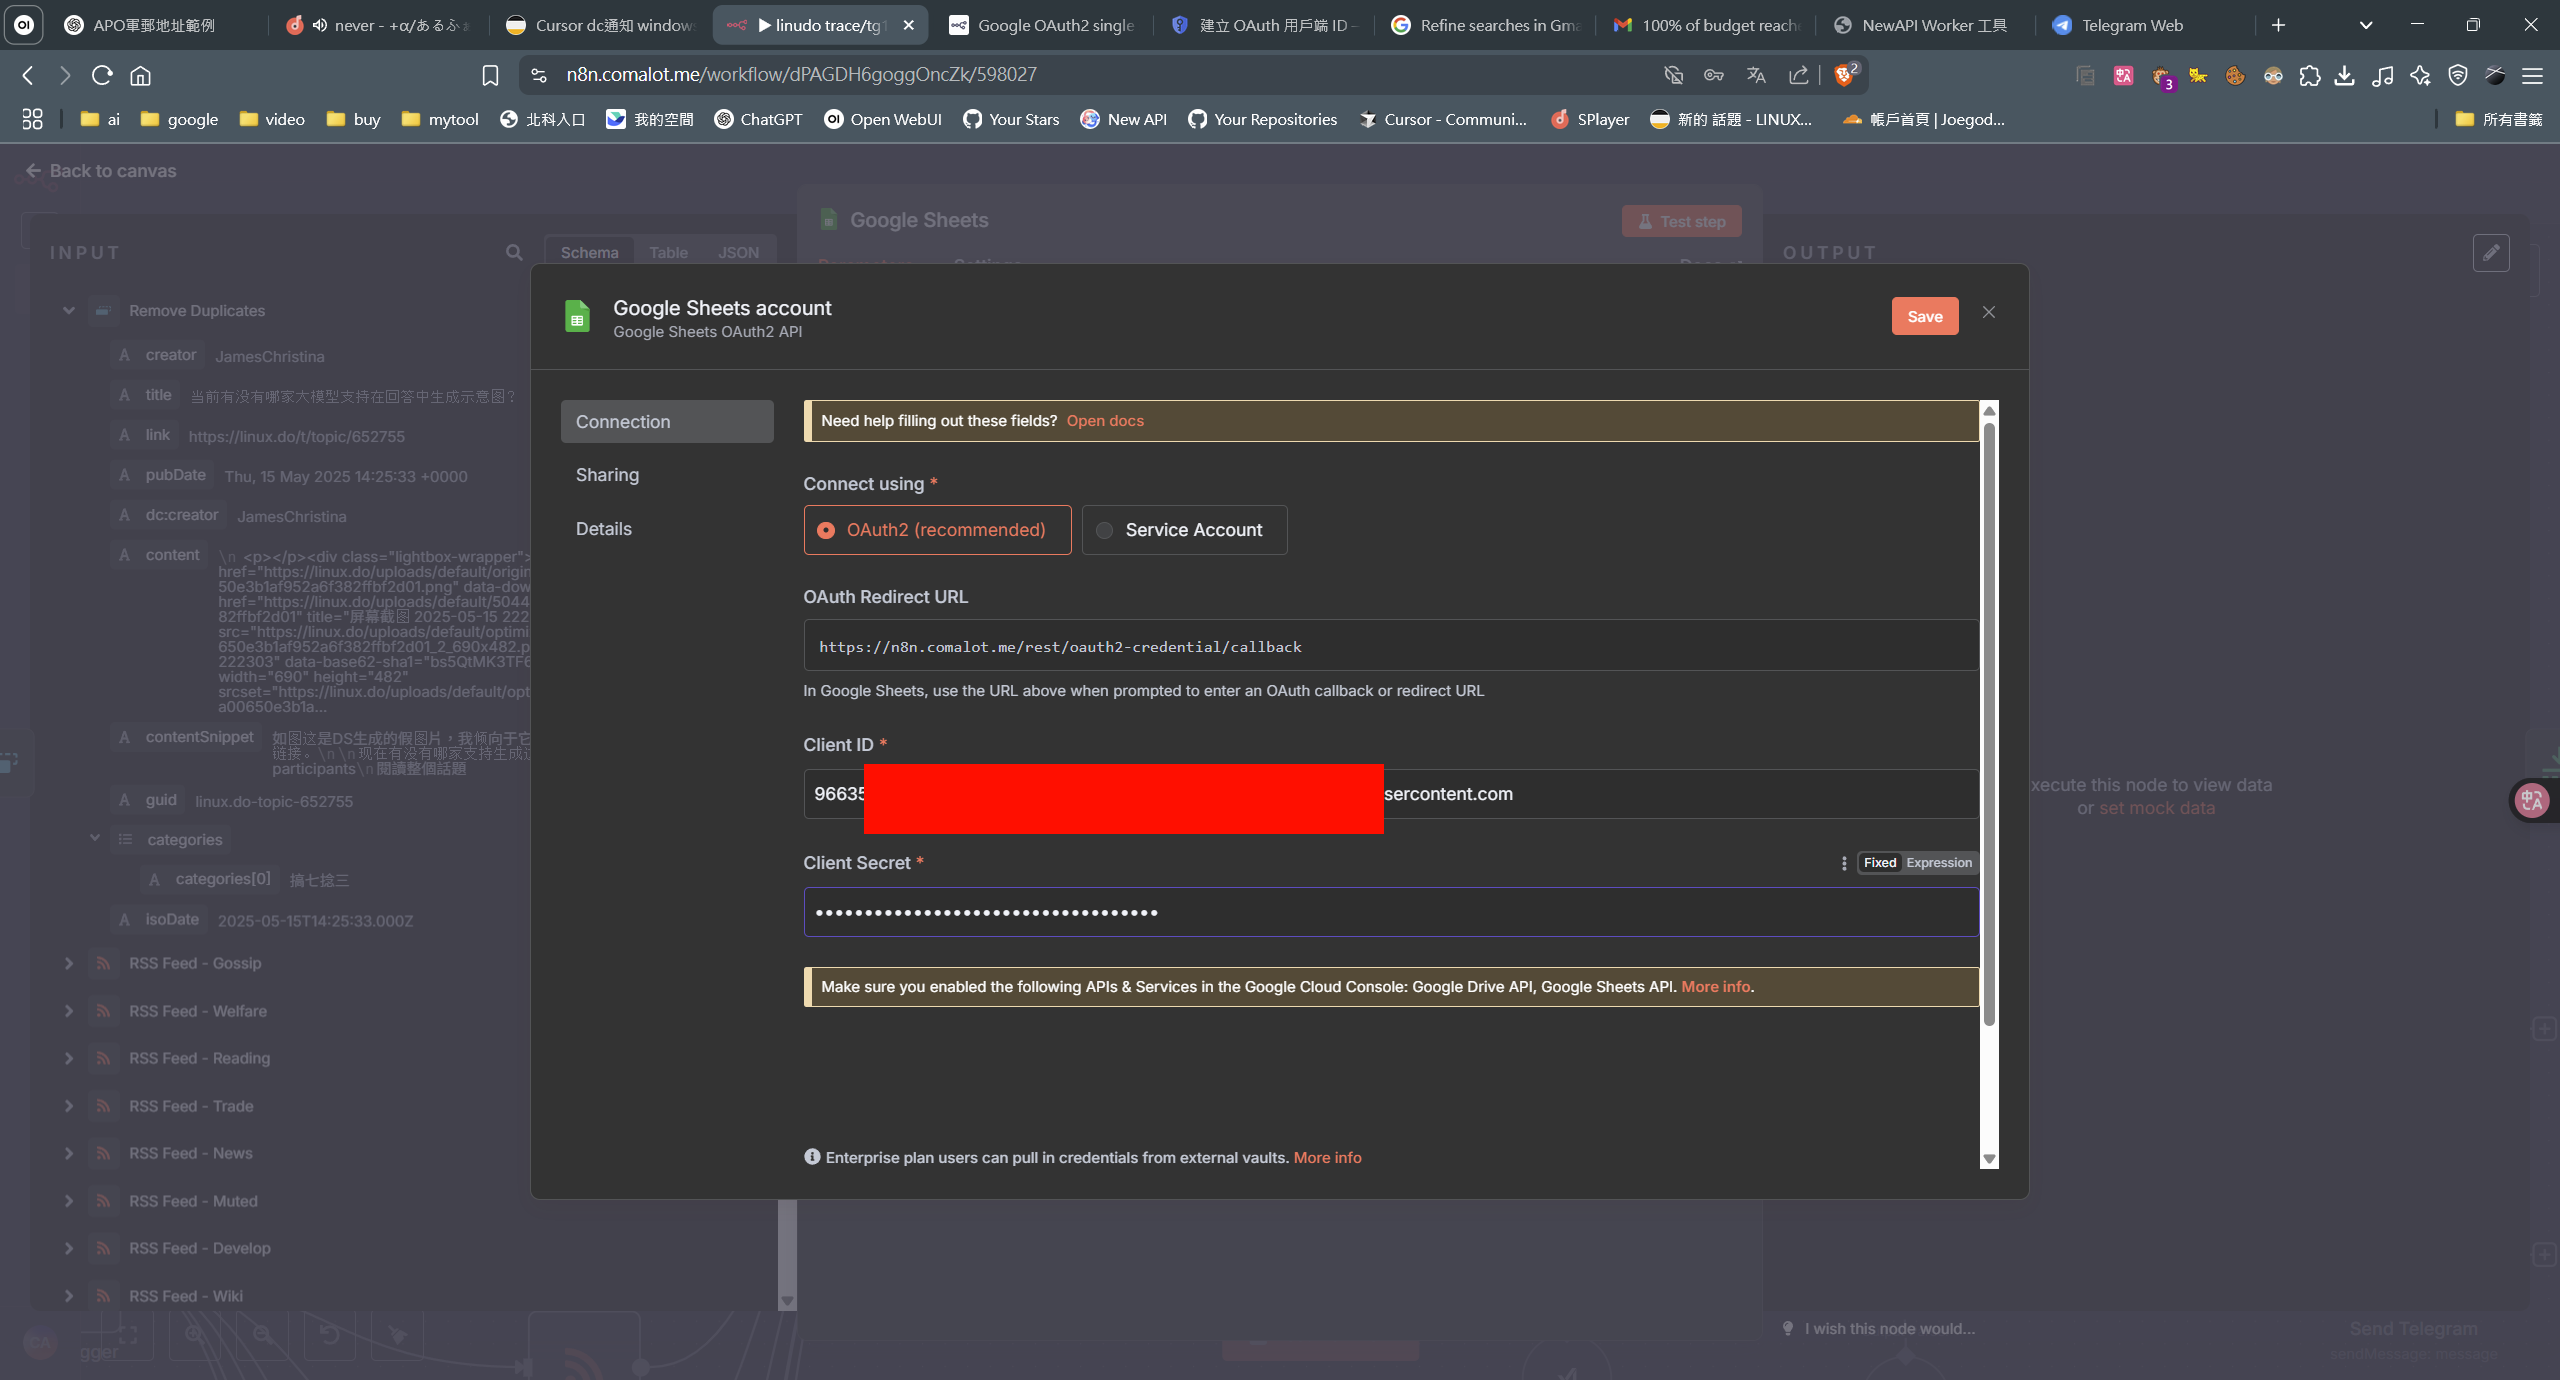 APO軍郵地址範例
never - +α/あるふぁ
Cursor dc通知 window
▶ linudo trace/tg1
Google OAuth2 single
建立 OAuth 用戶端 ID –
Refine searches in Gma
100% of budget reache
NewAPI Worker 工具
Telegram Web
n8n.comalot.me/workflow/dPAGDH6goggOncZk/598027
2
3
ai
google
video
buy
mytool
北科入口
我的空間
ChatGPT
Open WebUI
Your Stars
New API
Your Repositories
Cursor - Communi...
SPlayer
新的 話題 - LINUX...
帳戶首頁 | Joegod...
所有書籤
Back to canvas
INPUT
Schema
Table
JSON
Google Sheets
Test step
OUTPUT
Remove Duplicates
A creator JamesChristina
A title 当前有没有哪家大模型支持在回答中生成示意图？
A link https://linux.do/t/topic/652755
A pubDate Thu, 15 May 2025 14:25:33 +0000
A dc:creator JamesChristina
A content \n <p></p><div class="lightbox-wrapper">
href="https://linux.do/uploads/default/origin
50e3b1af952a6f382ffbf2d01.png" data-dow
href="https://linux.do/uploads/default/5044
82ffbf2d01" title="屏幕截图 2025-05-15 222
src="https://linux.do/uploads/default/optimi
650e3b1af952a6f382ffbf2d01_2_690x482.p
222303" data-base62-sha1="bs5QtMK3TF6
width="690" height="482"
srcset="https://linux.do/uploads/default/opt
a00650e3b1a...
A contentSnippet 如图这是DS生成的假图片，我倾向于它
链接。\n\n现在有没有哪家支持生成这
participants\n閱讀整個話題
A guid linux.do-topic-652755
categories
A categories[0] 搞七捻三
A isoDate 2025-05-15T14:25:33.000Z
RSS Feed - Gossip
RSS Feed - Welfare
RSS Feed - Reading
RSS Feed - Trade
RSS Feed - News
RSS Feed - Muted
RSS Feed - Develop
RSS Feed - Wiki
Google Sheets account
Google Sheets OAuth2 API
Save
Connection
Sharing
Details
Need help filling out these fields? Open docs
Connect using *
OAuth2 (recommended)
Service Account
OAuth Redirect URL
https://n8n.comalot.me/rest/oauth2-credential/callback
In Google Sheets, use the URL above when prompted to enter an OAuth callback or redirect URL
Client ID *
96635
sercontent.com
Client Secret *
Fixed
Expression
••••••••••••••••••••••••••••••••••• 
Make sure you enabled the following APIs & Services in the Google Cloud Console: Google Drive API, Google Sheets API. More info.
Enterprise plan users can pull in credentials from external vaults. More info
xecute this node to view data
or set mock data
I wish this node would...
Send Telegram
sendMessage: message
gger